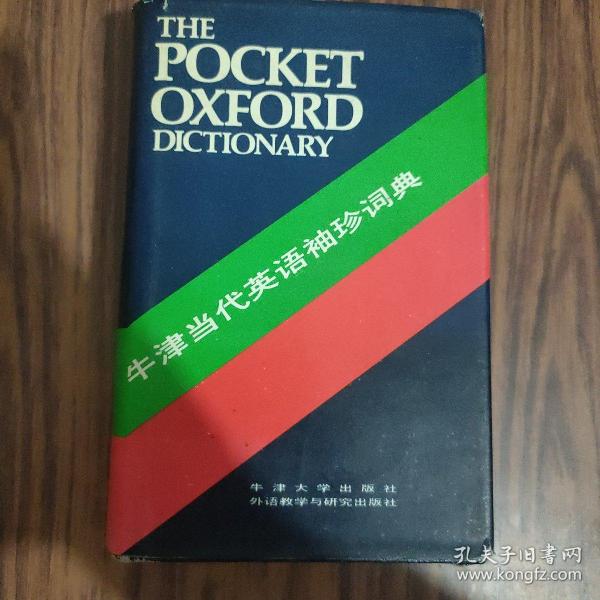 THE
POCKET
OXFORD
DICTIONARY
牛津当代英语袖珍词典
牛津大学出版社
外语教学与研究出版社
孔夫子旧书网
www.kongfz.com